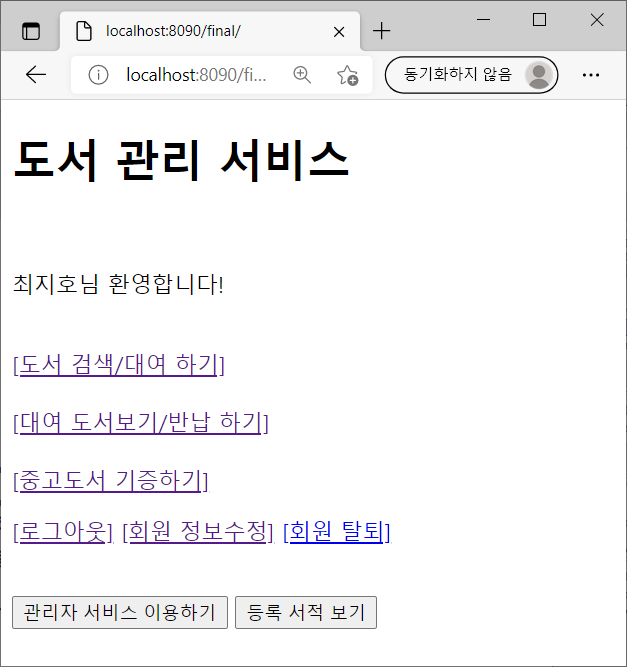 localhost:8090/final/
localhost:8090/fi...
동기화하지 않음
도서 관리 서비스
최지호님 환영합니다!
[도서 검색/대여 하기]
[대여 도서보기/반납 하기]
[중고도서 기증하기]
[로그아웃] [회원 정보수정] [회원 탈퇴]
관리자 서비스 이용하기 등록 서적 보기